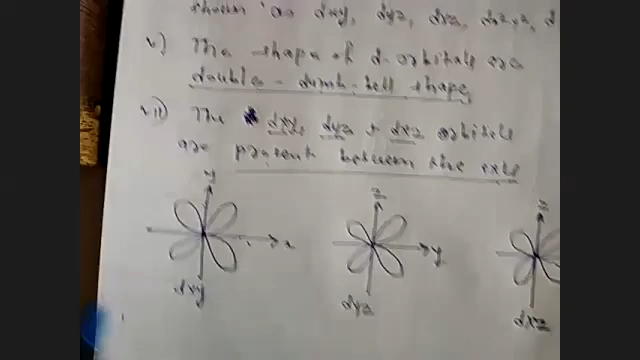 shown as dxy, dyz, dxz, dx²-y², d
v) The shape of d-orbitals are
double-dumb-bell shape,
vii) The dxy, dyz + dxz orbitals
are present between the axis
y
x
dxy
z
y
dyz
z
dxz